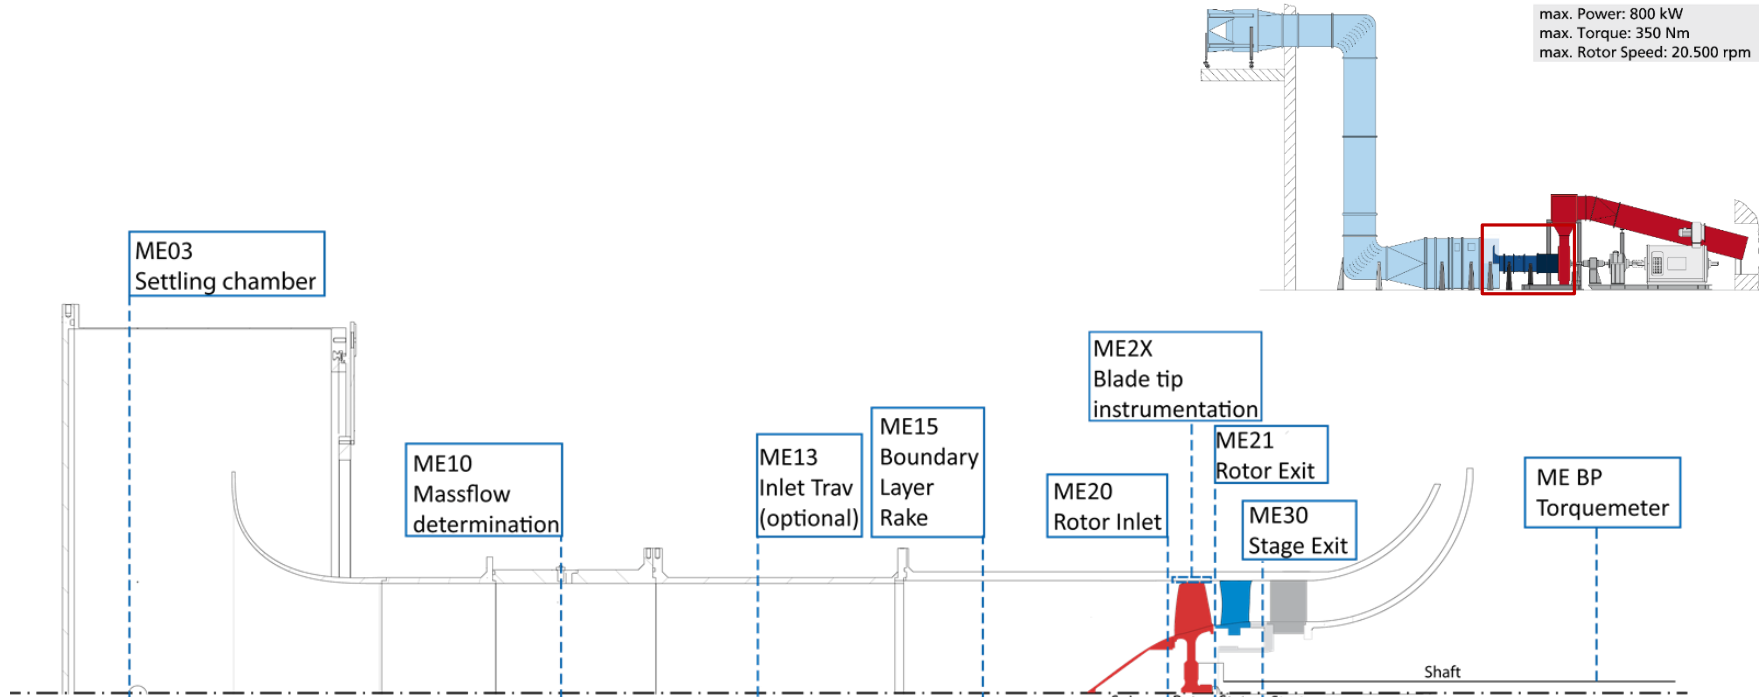 max. Power: 800 kW
max. Torque: 350 Nm
max. Rotor Speed: 20.500 rpm
ME03
Settling chamber
ME2X
Blade tip
instrumentation
ME10
Massflow
determination
ME13
Inlet Trav
(optional)
ME15
Boundary
Layer
Rake
ME20
Rotor Inlet
ME21
Rotor Exit
ME30
Stage Exit
ME BP
Torquemeter
Shaft